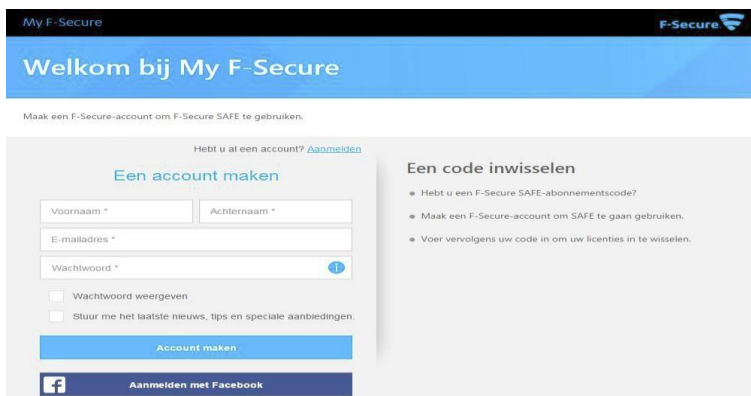 My F-Secure
F-Secure
Welkom bij My F-Secure
Maak een F-Secure-account om F-Secure SAFE te gebruiken.
Hebt u al een account? Aanmelden
Een account maken
Voornaam *
Achternaam *
E-mailadres *
Wachtwoord *
i
Wachtwoord weergeven
Stuur me het laatste nieuws, tips en speciale aanbiedingen.
Account maken
Aanmelden met Facebook
Een code inwisselen
Hebt u een F-Secure SAFE-abonnementscode?
Maak een F-Secure-account om SAFE te gaan gebruiken.
Voer vervolgens uw code in om uw licenties in te wisselen.